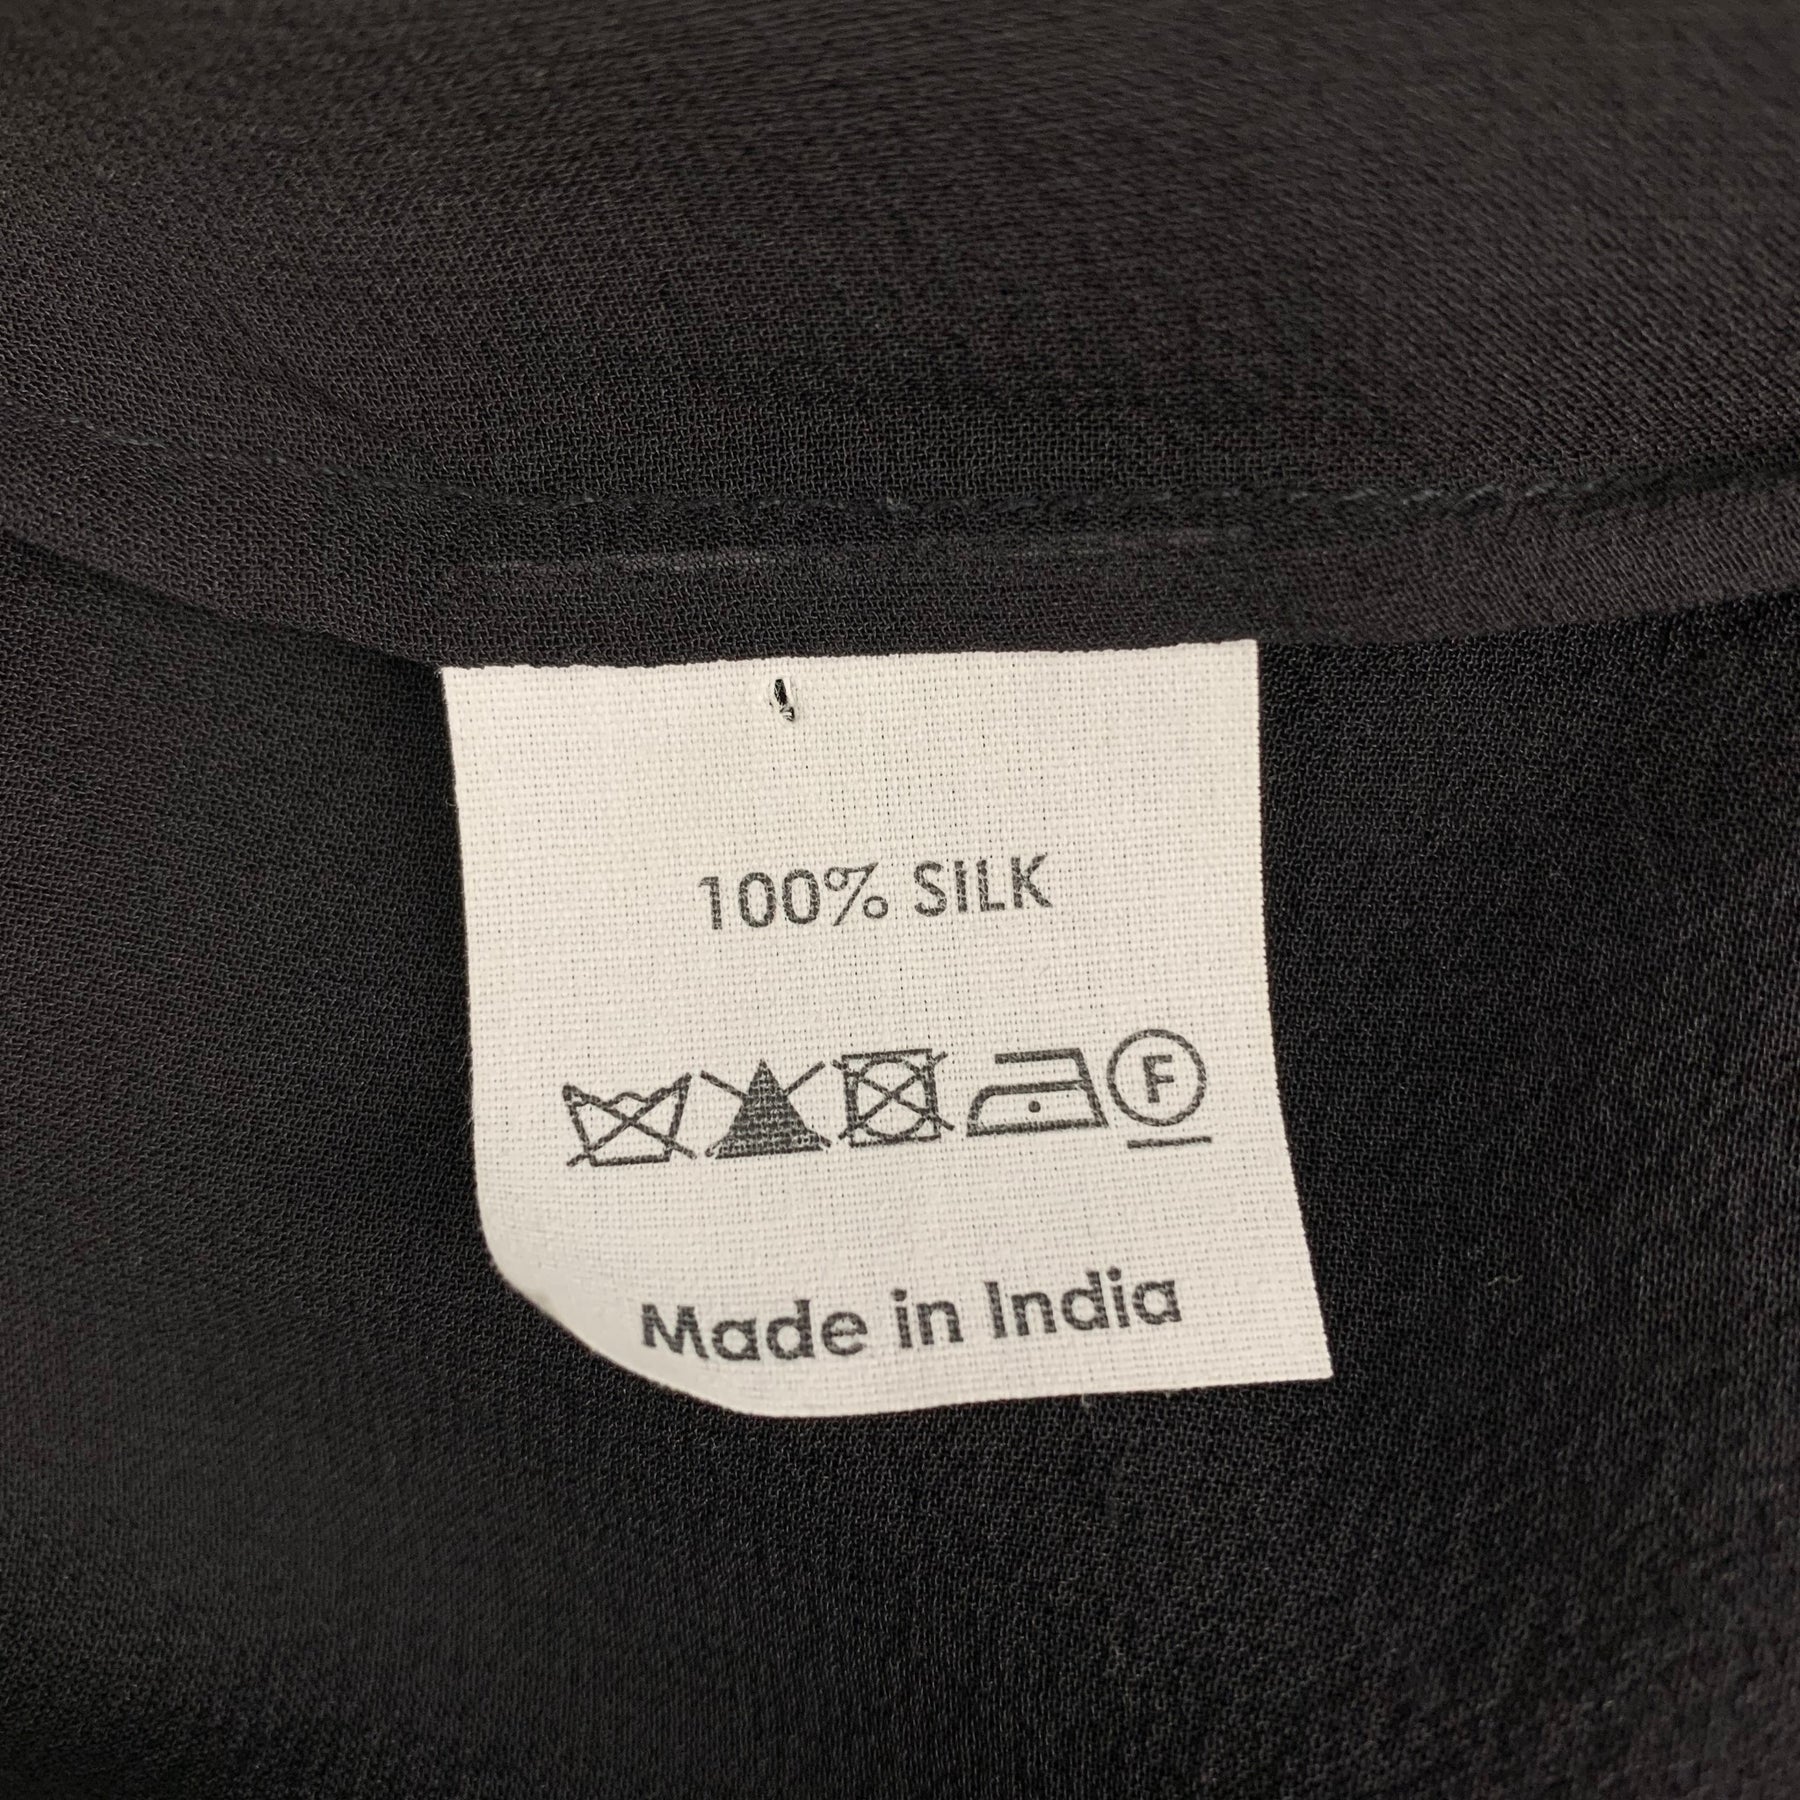 100% SILK
F
Made in India